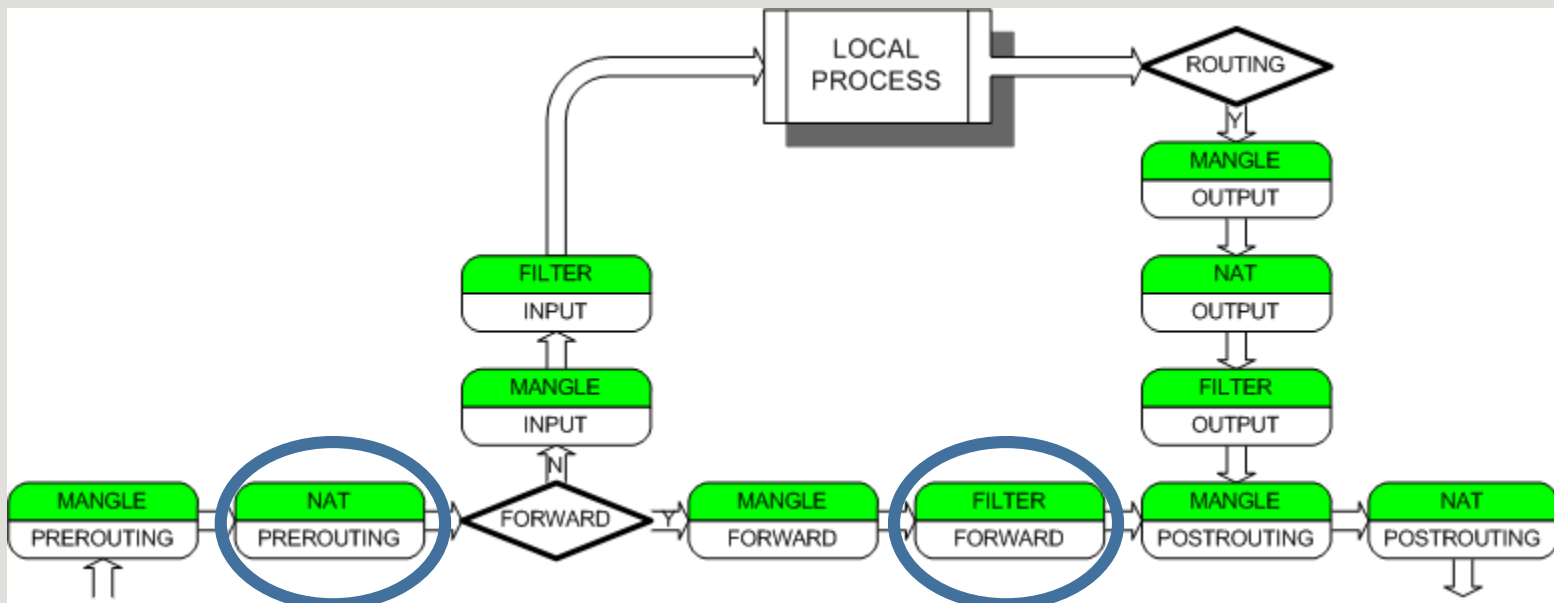 LOCAL
PROCESS
ROUTING
Y
MANGLE
OUTPUT
NAT
OUTPUT
FILTER
OUTPUT
FILTER
INPUT
MANGLE
INPUT
N
MANGLE
PREROUTING
NAT
PREROUTING
FORWARD
Y
MANGLE
FORWARD
FILTER
FORWARD
MANGLE
POSTROUTING
NAT
POSTROUTING